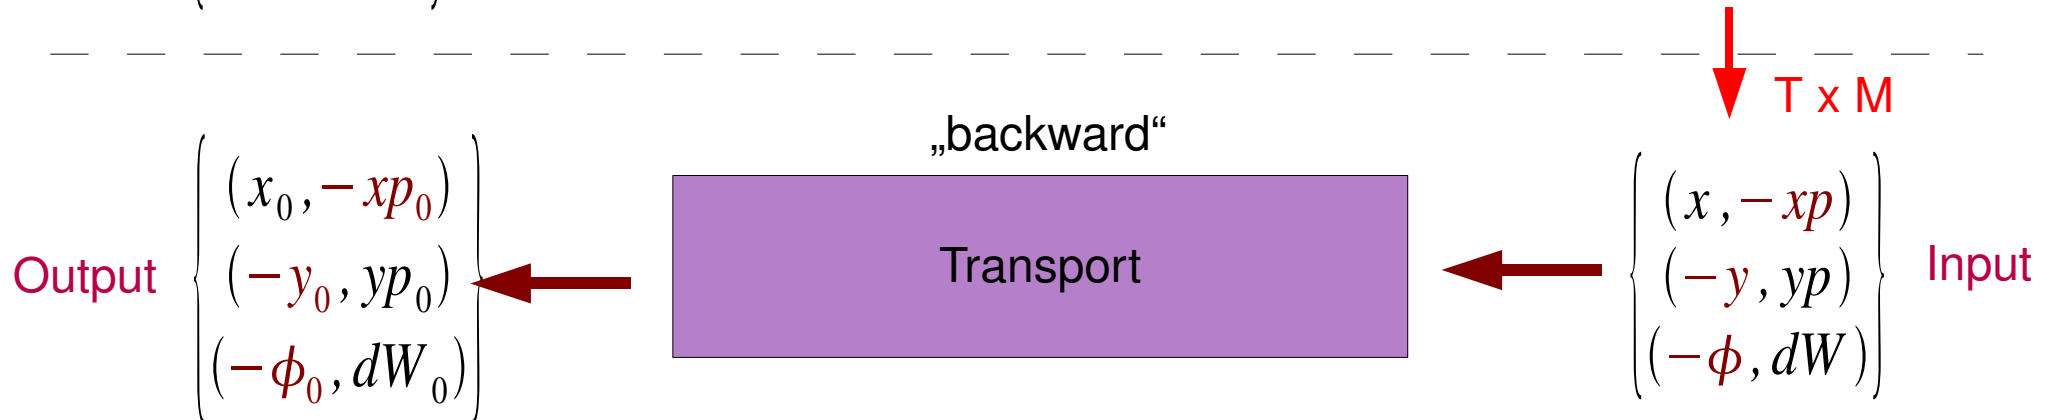 T x M
„backward“
(x₀, − xp₀)
(− y₀, yp₀)
(− ϕ₀, dW₀)
Output
Transport
(x, − xp)
(− y, yp)
(− ϕ, dW)
Input